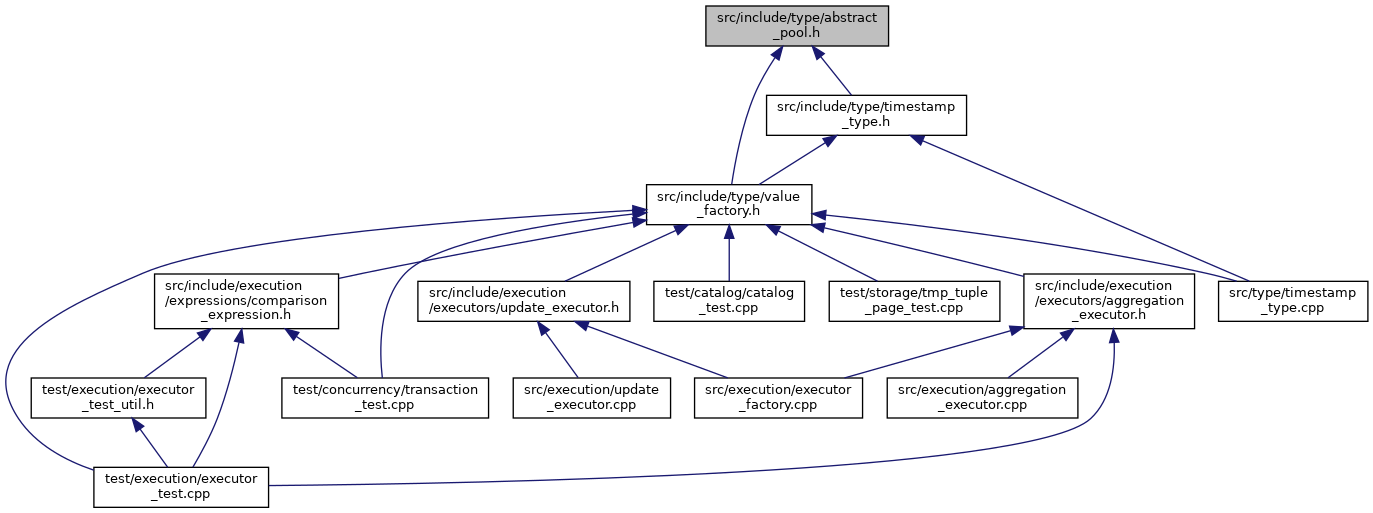 src/include/type/abstract
_pool.h
src/include/type/timestamp
_type.h
src/include/type/value
_factory.h
src/include/execution
/expressions/comparison
_expression.h
src/include/execution
/executors/update_executor.h
test/catalog/catalog
_test.cpp
test/storage/tmp_tuple
_page_test.cpp
src/include/execution
/executors/aggregation
_executor.h
src/type/timestamp
_type.cpp
test/execution/executor
_test_util.h
test/concurrency/transaction
_test.cpp
src/execution/update
_executor.cpp
src/execution/executor
_factory.cpp
src/execution/aggregation
_executor.cpp
test/execution/executor
_test.cpp